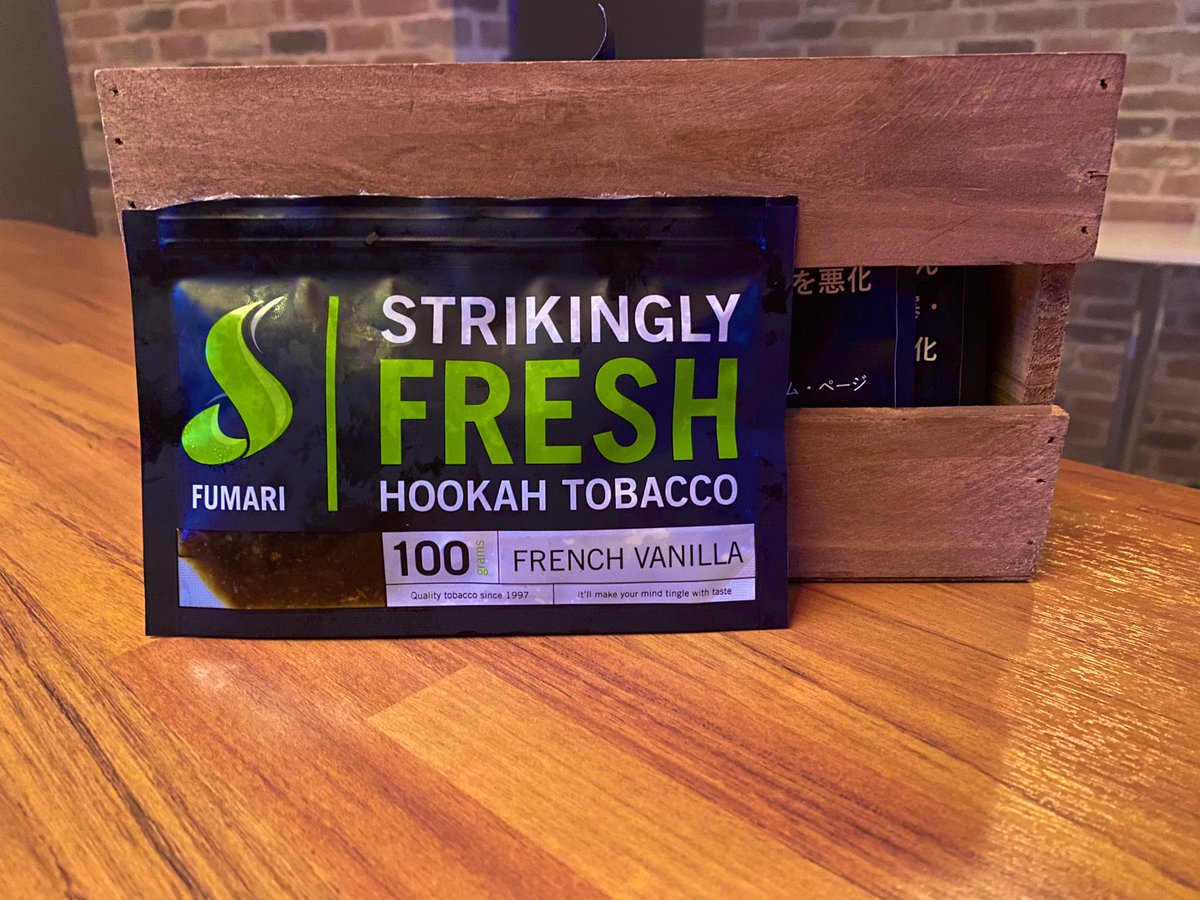 STRIKINGLY
FRESH
HOOKAH TOBACCO
FUMARI
100 grams
FRENCH VANILLA
Quality tobacco since 1997
It'll make your mind tingle with taste
を悪化
ム・ページ
ん
・
化